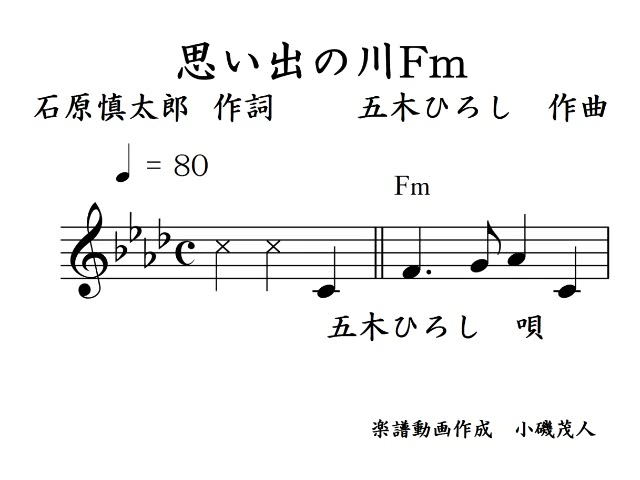 思い出の川Fm
石原慎太郎 作詞 五木ひろし 作曲
= 80
Fm
五木ひろし 唄
楽譜動画作成 小磯茂人